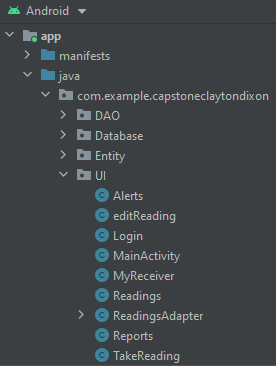 Android
app
manifests
java
com.example.capstoneclaytondixon
DAO
Database
Entity
UI
Alerts
editReading
Login
MainActivity
MyReceiver
Readings
ReadingsAdapter
Reports
TakeReading